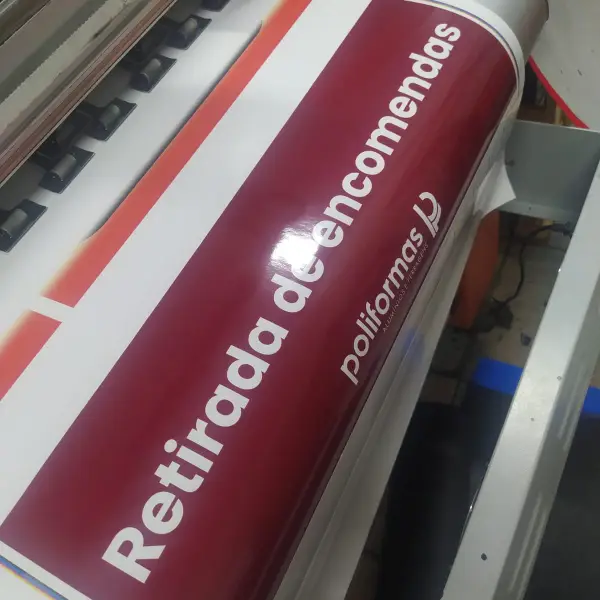 Retirada de encomendas
poliformas